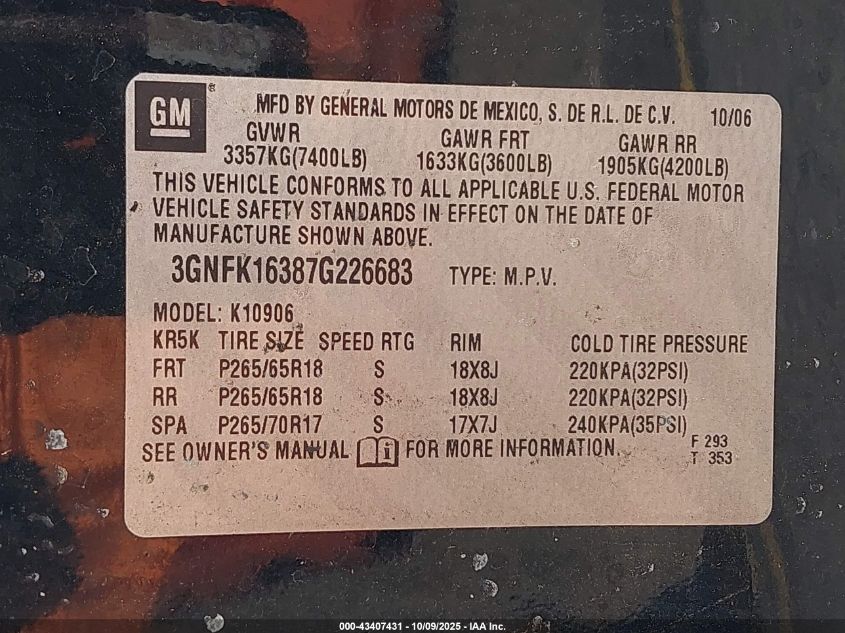 GM® MFD BY GENERAL MOTORS DE MEXICO, S. DE R.L. DE C.V. 10/06
GVWR GAWR FRT GAWR RR
3357KG(7400LB) 1633KG(3600LB) 1905KG(4200LB)
THIS VEHICLE CONFORMS TO ALL APPLICABLE U.S. FEDERAL MOTOR
VEHICLE SAFETY STANDARDS IN EFFECT ON THE DATE OF
MANUFACTURE SHOWN ABOVE.
3GNFK16387G226683 TYPE: M.P.V.
MODEL: K10906
KR5K TIRE SIZE SPEED RTG RIM COLD TIRE PRESSURE
FRT P265/65R18 S 18X8J 220KPA(32PSI)
RR P265/65R18 S 18X8J 220KPA(32PSI)
SPA P265/70R17 S 17X7J 240KPA(35PSI)
SEE OWNER'S MANUAL i FOR MORE INFORMATION. F 293
T 353
000-43407431 - 10/09/2025 - IAA Inc.